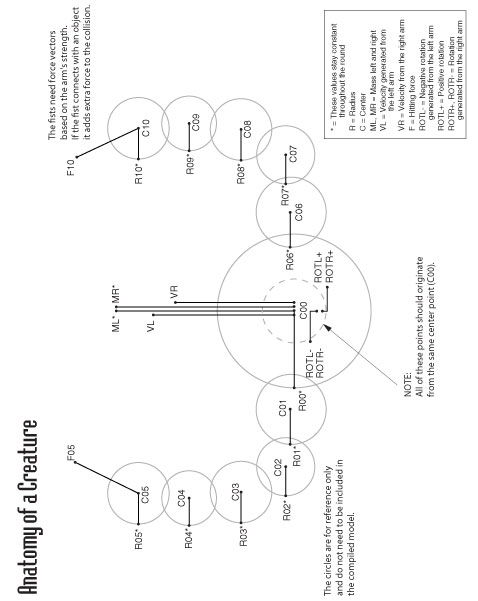 Anatomy of a Creature
F05
C05
R05*
C04
R04*
C03
R03*
C02
R02*
C01
R01*
ML*
MR*
VL
VR
C00
R00*
ROTL-
ROTR-
ROTL+
ROTR+
C06
R06*
C07
R07*
C08
R08*
C09
R09*
C10
R10*
F10
The fists need force vectors
based on the arm's strength.
If the fist connects with an object
it adds extra force to the collision.
The circles are for reference only
and do not need to be included in
the compiled model.
NOTE:
All of these points should originate
from the same center point (C00).
* = These values stay constant
throughout the round
R = Radius
C = Center
ML, MR = Mass left and right
VL = Velocity generated from
the left arm
VR = Velocity from the right arm
F = Hitting force
ROTL- = Negative rotation
generated from the left arm
ROTL+ = Positive rotation
ROTR+, ROTR- = Rotation
generated from the right arm